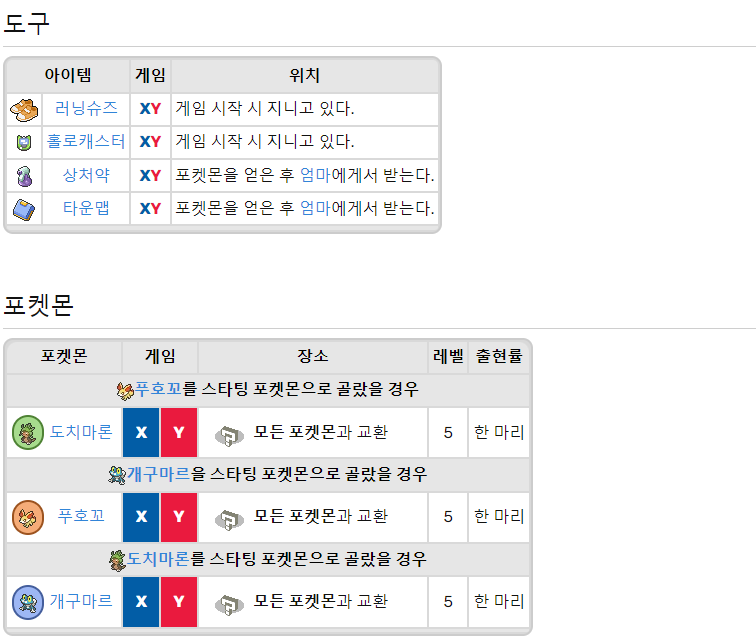 도구
아이템 게임 위치
러닝슈즈 XY 게임 시작 시 지니고 있다.
홀로캐스터 XY 게임 시작 시 지니고 있다.
상처약 XY 포켓몬을 얻은 후 엄마에게서 받는다.
타운맵 XY 포켓몬을 얻은 후 엄마에게서 받는다.
포켓몬
포켓몬 게임 장소 레벨 출현률
푸호꼬를 스타팅 포켓몬으로 골랐을 경우
도치마론 X Y 모든 포켓몬과 교환 5 한 마리
개구마르을 스타팅 포켓몬으로 골랐을 경우
푸호꼬 X Y 모든 포켓몬과 교환 5 한 마리
도치마론를 스타팅 포켓몬으로 골랐을 경우
개구마르 X Y 모든 포켓몬과 교환 5 한 마리